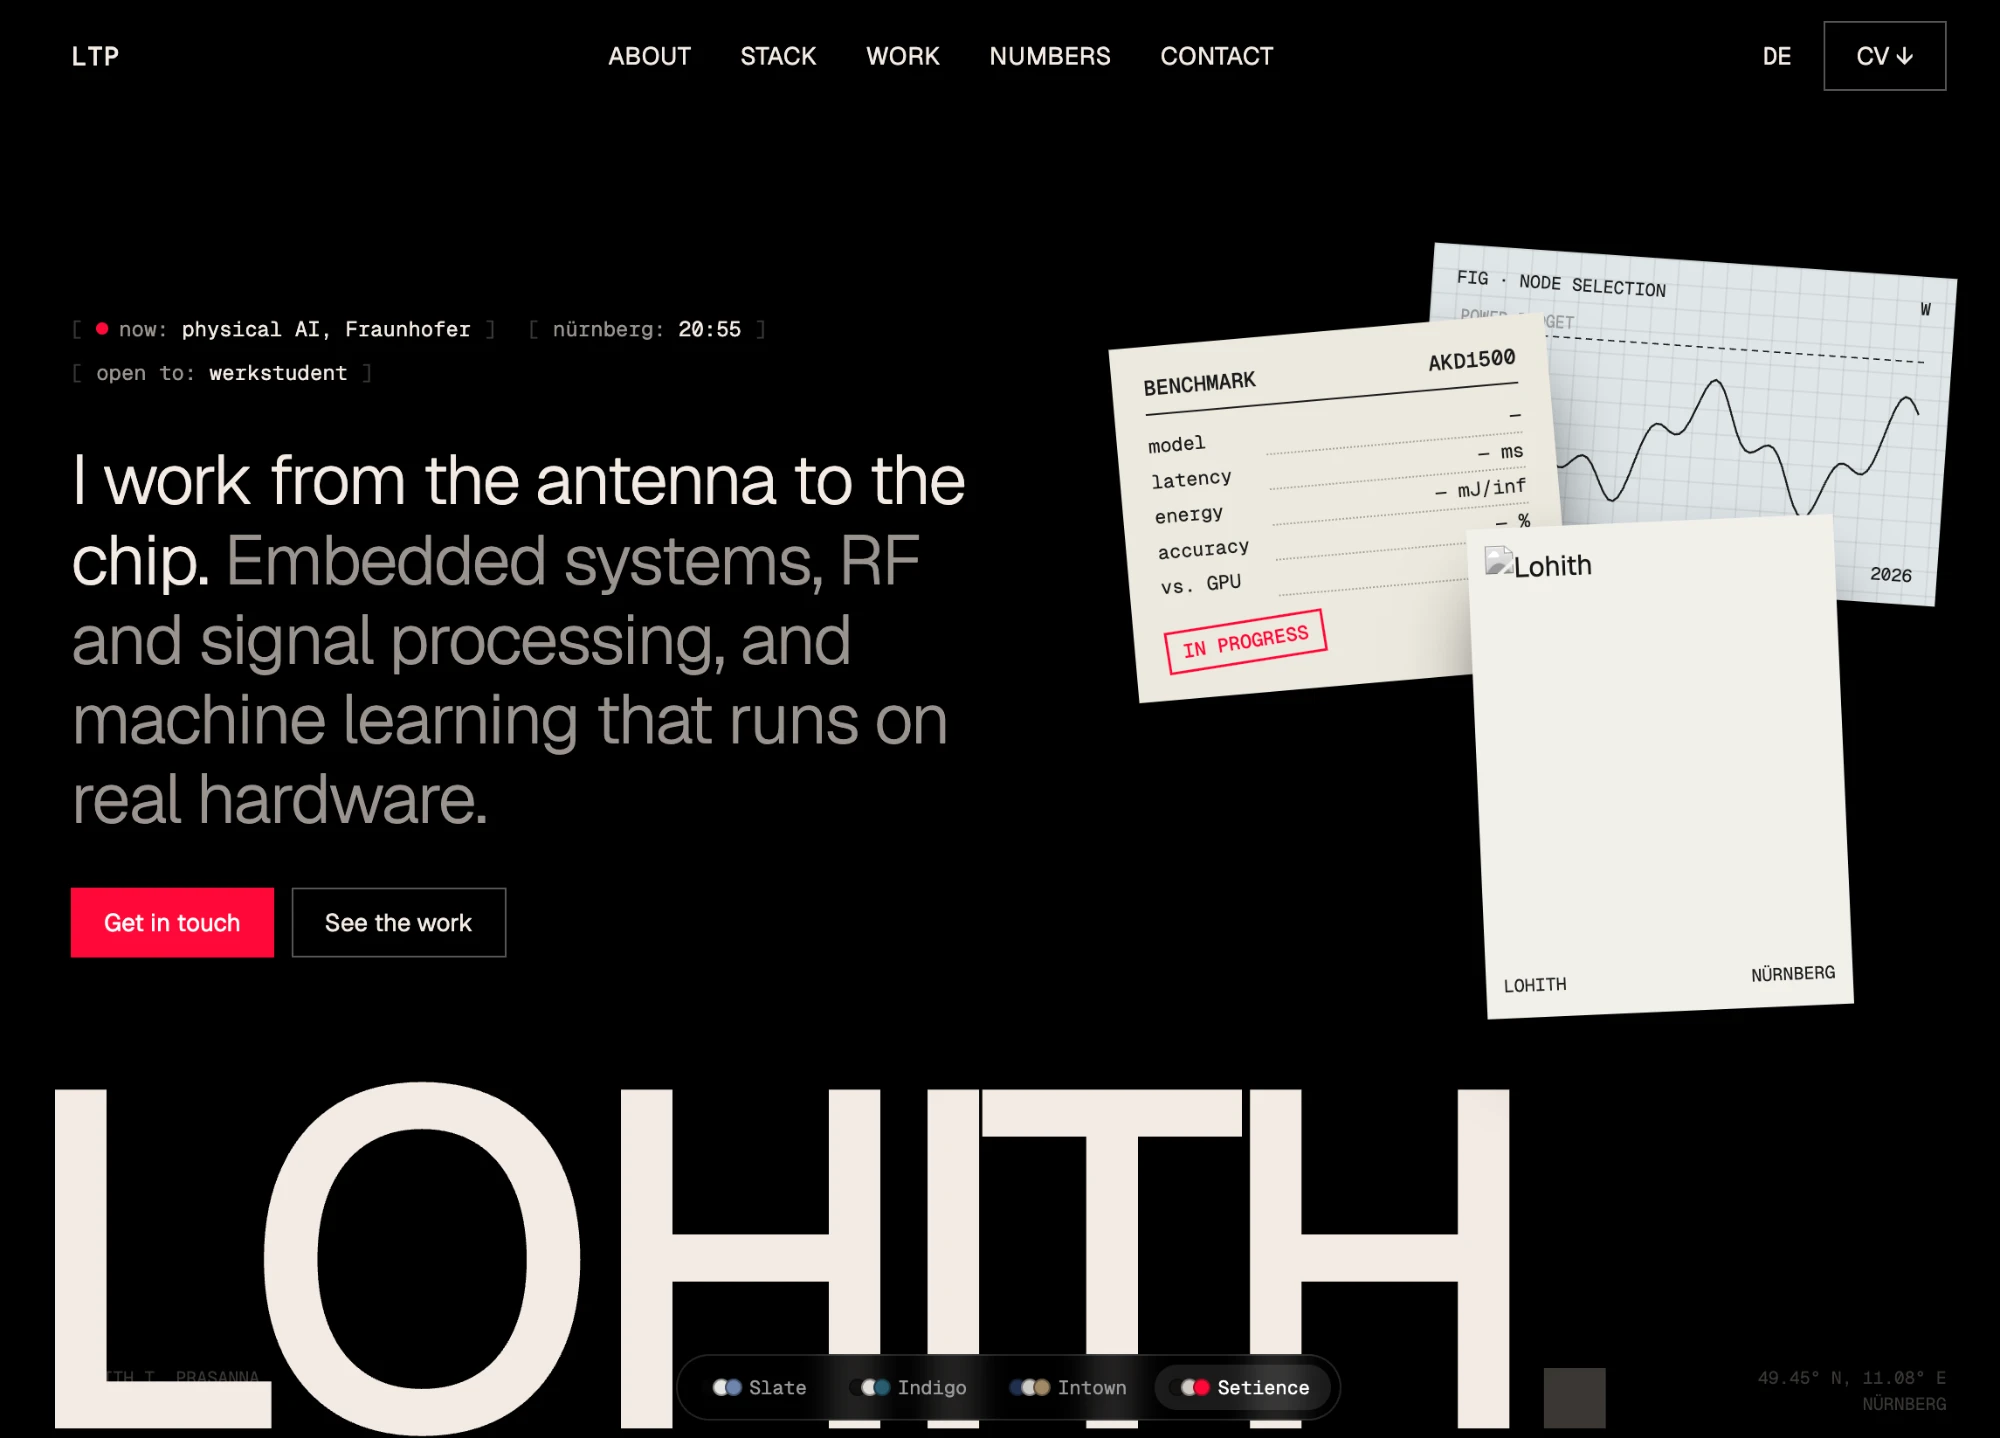 LTP
ABOUT STACK WORK NUMBERS CONTACT
DE
CV ↓
[ now: physical AI, Fraunhofer ] [ nürnberg: 20:55 ]
[ open to: werkstudent ]
I work from the antenna to the
chip. Embedded systems, RF
and signal processing, and
machine learning that runs on
real hardware.
Get in touch
See the work
FIG · NODE SELECTION
W
2026
BENCHMARK AKD1500
model —
latency — ms
energy — mJ/inf
accuracy — %
vs. GPU
IN PROGRESS
Lohith
LOHITH NÜRNBERG
LOHITH
T. PRASANNA
Slate Indigo Intown Setience
49.45° N, 11.08° E
NÜRNBERG